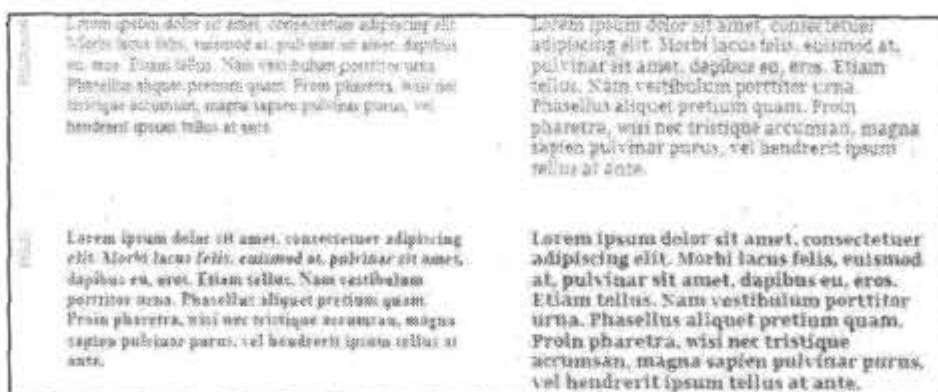 Lorem ipsum dolor sit amet, consectetuer adipiscing elit.
Morbi lacus felis, euismod at, pulvinar sit amet, dapibus
eu, eros. Etiam tellus. Nam vestibulum porttitor urna.
Phasellus aliquet pretium quam. Proin pharetra, wisi nec
tristique accumsan, magna sapien pulvinar purus, vel
hendrerit ipsum tellus at ante.
Lorem ipsum dolor sit amet, consectetuer
adipiscing elit. Morbi lacus felis, euismod at,
pulvinar sit amet, dapibus eu, eros. Etiam
tellus. Nam vestibulum porttitor urna.
Phasellus aliquet pretium quam. Proin
pharetra, wisi nec tristique accumsan, magna
sapien pulvinar purus, vel hendrerit ipsum
tellus at ante.
Lorem ipsum dolor sit amet, consectetuer adipiscing
elit. Morbi lacus felis, euismod at, pulvinar sit amet,
dapibus eu, eros. Etiam tellus. Nam vestibulum
porttitor urna. Phasellus aliquet pretium quam.
Proin pharetra, wisi nec tristique accumsan, magna
sapien pulvinar purus, vel hendrerit ipsum tellus at
ante.
Lorem ipsum dolor sit amet, consectetuer
adipiscing elit. Morbi lacus felis, euismod
at, pulvinar sit amet, dapibus eu, eros.
Etiam tellus. Nam vestibulum porttitor
urna. Phasellus aliquet pretium quam.
Proin pharetra, wisi nec tristique
accumsan, magna sapien pulvinar purus,
vel hendrerit ipsum tellus at ante.